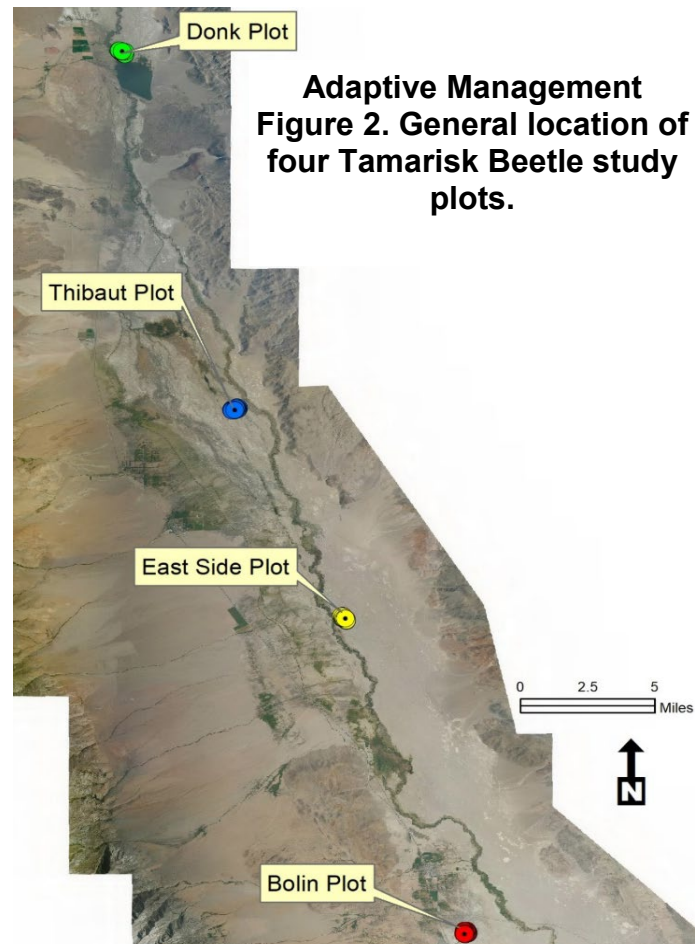 Donk Plot
Adaptive Management
Figure 2. General location of
four Tamarisk Beetle study
plots.
Thibaut Plot
East Side Plot
0 2.5 5
Miles
N
Bolin Plot